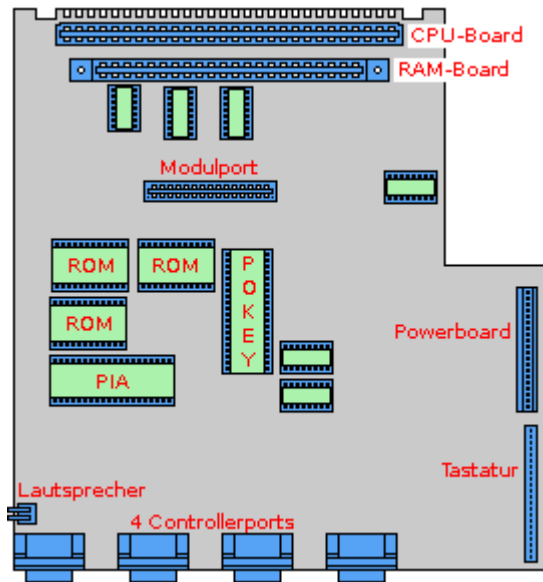 CPU-Board
RAM-Board
Modulport
ROM
ROM
POKEY
ROM
Powerboard
PIA
Tastatur
Lautsprecher
4 Controllerports